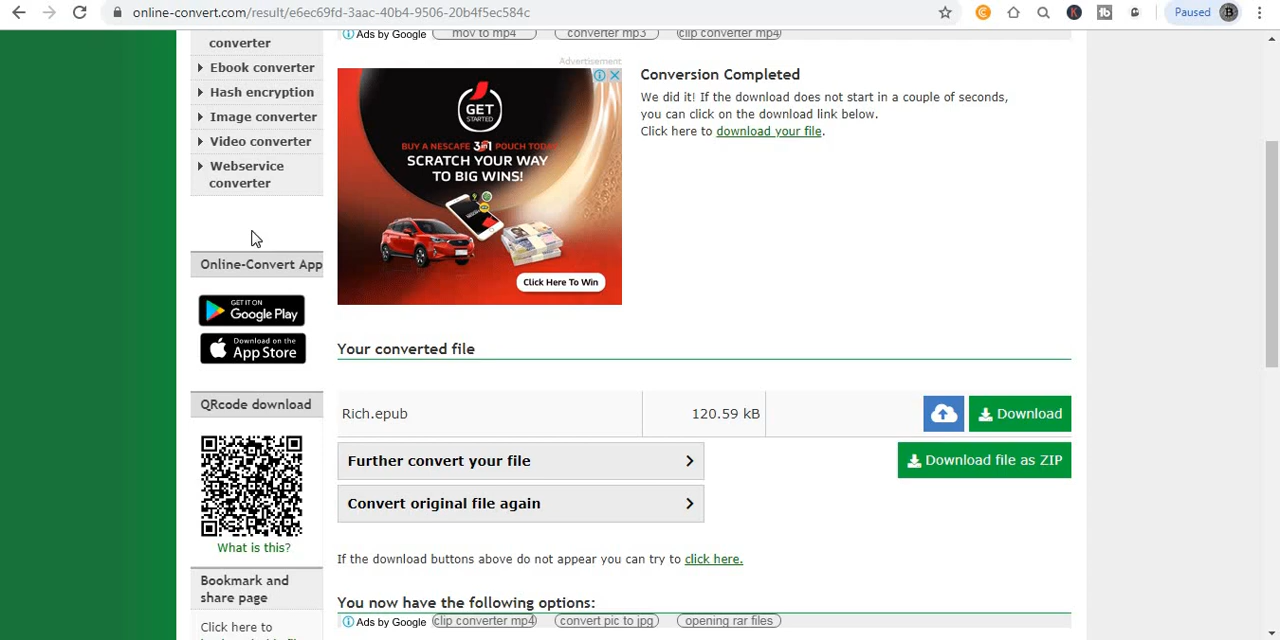 online-convert.com/result/e6ec69fd-3aac-40b4-9506-20b4f5ec584c
Paused
converter
Ebook converter
Hash encryption
Image converter
Video converter
Webservice
converter
Online-Convert App
GET IT ON
Google Play
Download on the
App Store
QRcode download
What is this?
Bookmark and
share page
Click here to
Ads by Google
mov to mp4
converter mp3
clip converter mp4
Advertisement
GET
STARTED
BUY A NESCAFE 3in1 POUCH TODAY
SCRATCH YOUR WAY
TO BIG WINS!
Click Here To Win
Conversion Completed
We did it! If the download does not start in a couple of seconds,
you can click on the download link below.
Click here to download your file.
Your converted file
Rich.epub 120.59 kB Download
Further convert your file
Download file as ZIP
Convert original file again
If the download buttons above do not appear you can try to click here.
You now have the following options:
Ads by Google
clip converter mp4
convert pic to jpg
opening rar files